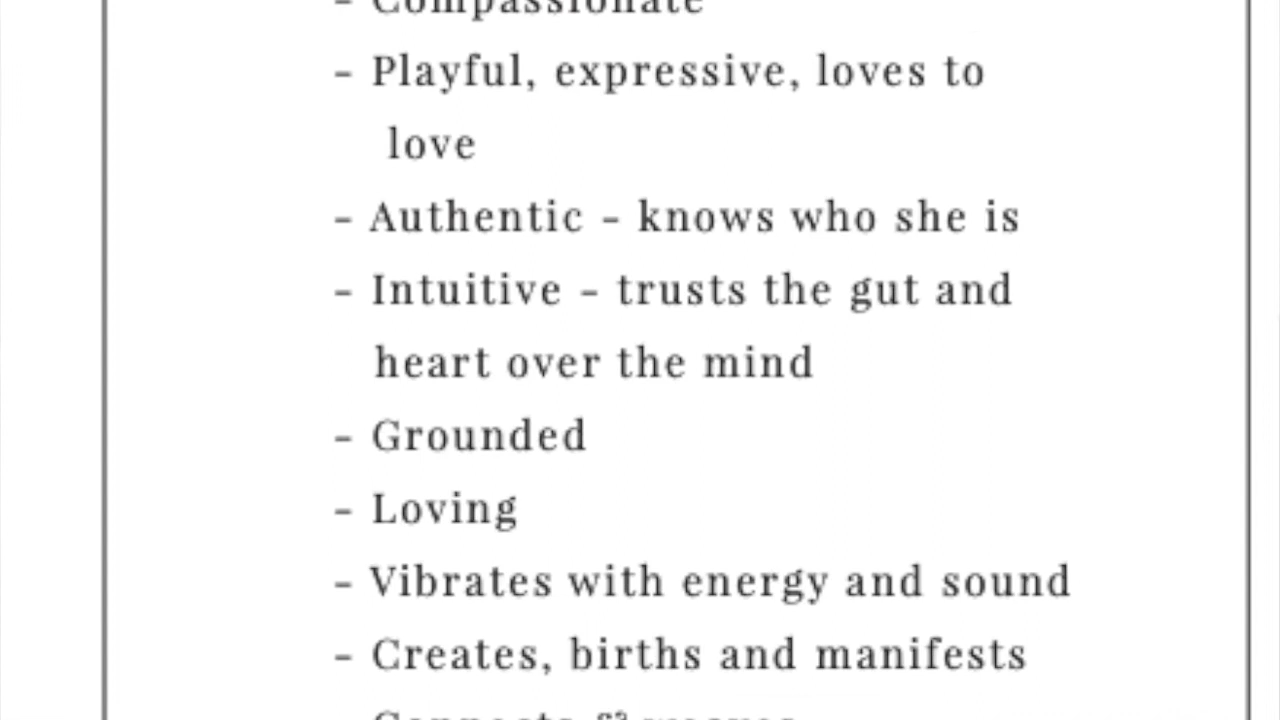 - Compassionate
- Playful, expressive, loves to
love
- Authentic - knows who she is
- Intuitive - trusts the gut and
heart over the mind
- Grounded
- Loving
- Vibrates with energy and sound
- Creates, births and manifests